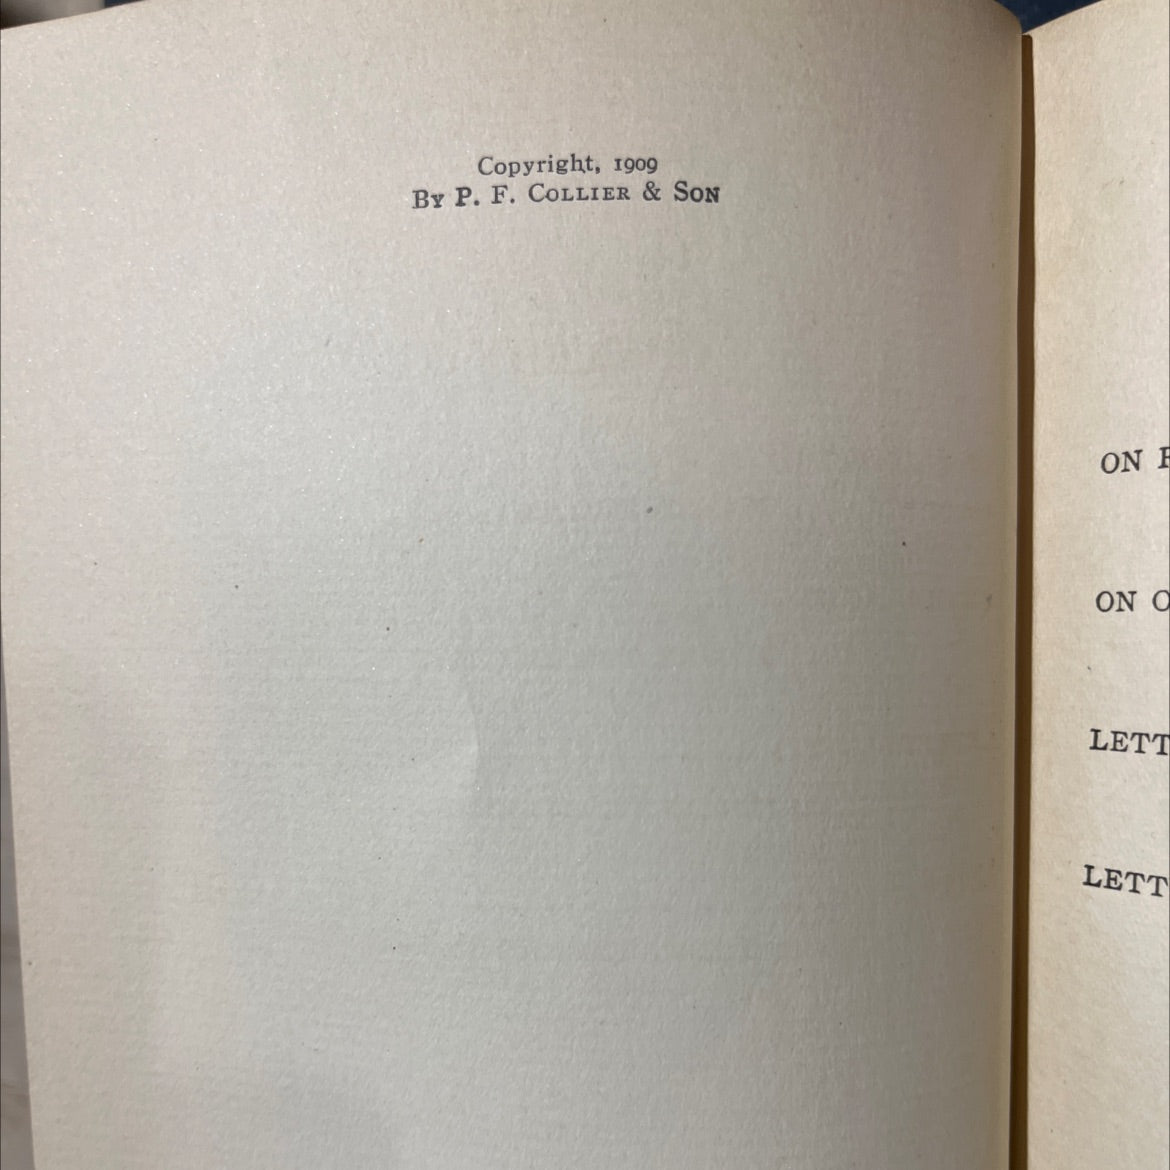 Copyright, 1909
By P. F. Collier & Son
ON
ON
LETT
LETT